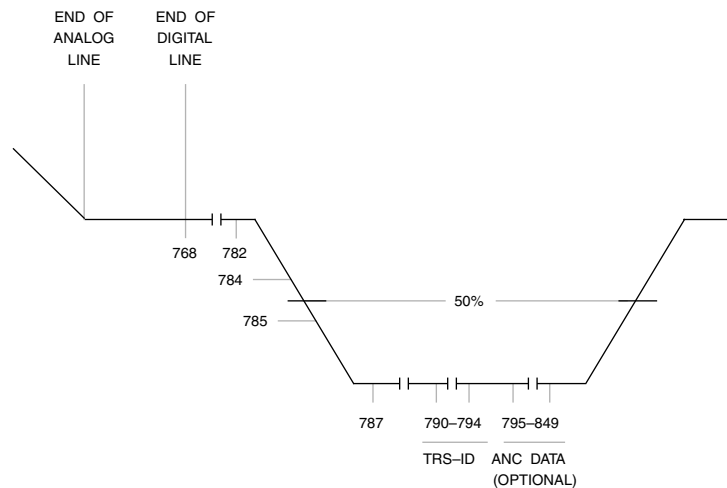 END OF END OF
ANALOG DIGITAL
LINE LINE
768 782
784
50%
785
787 790–794 795–849
TRS–ID ANC DATA
(OPTIONAL)